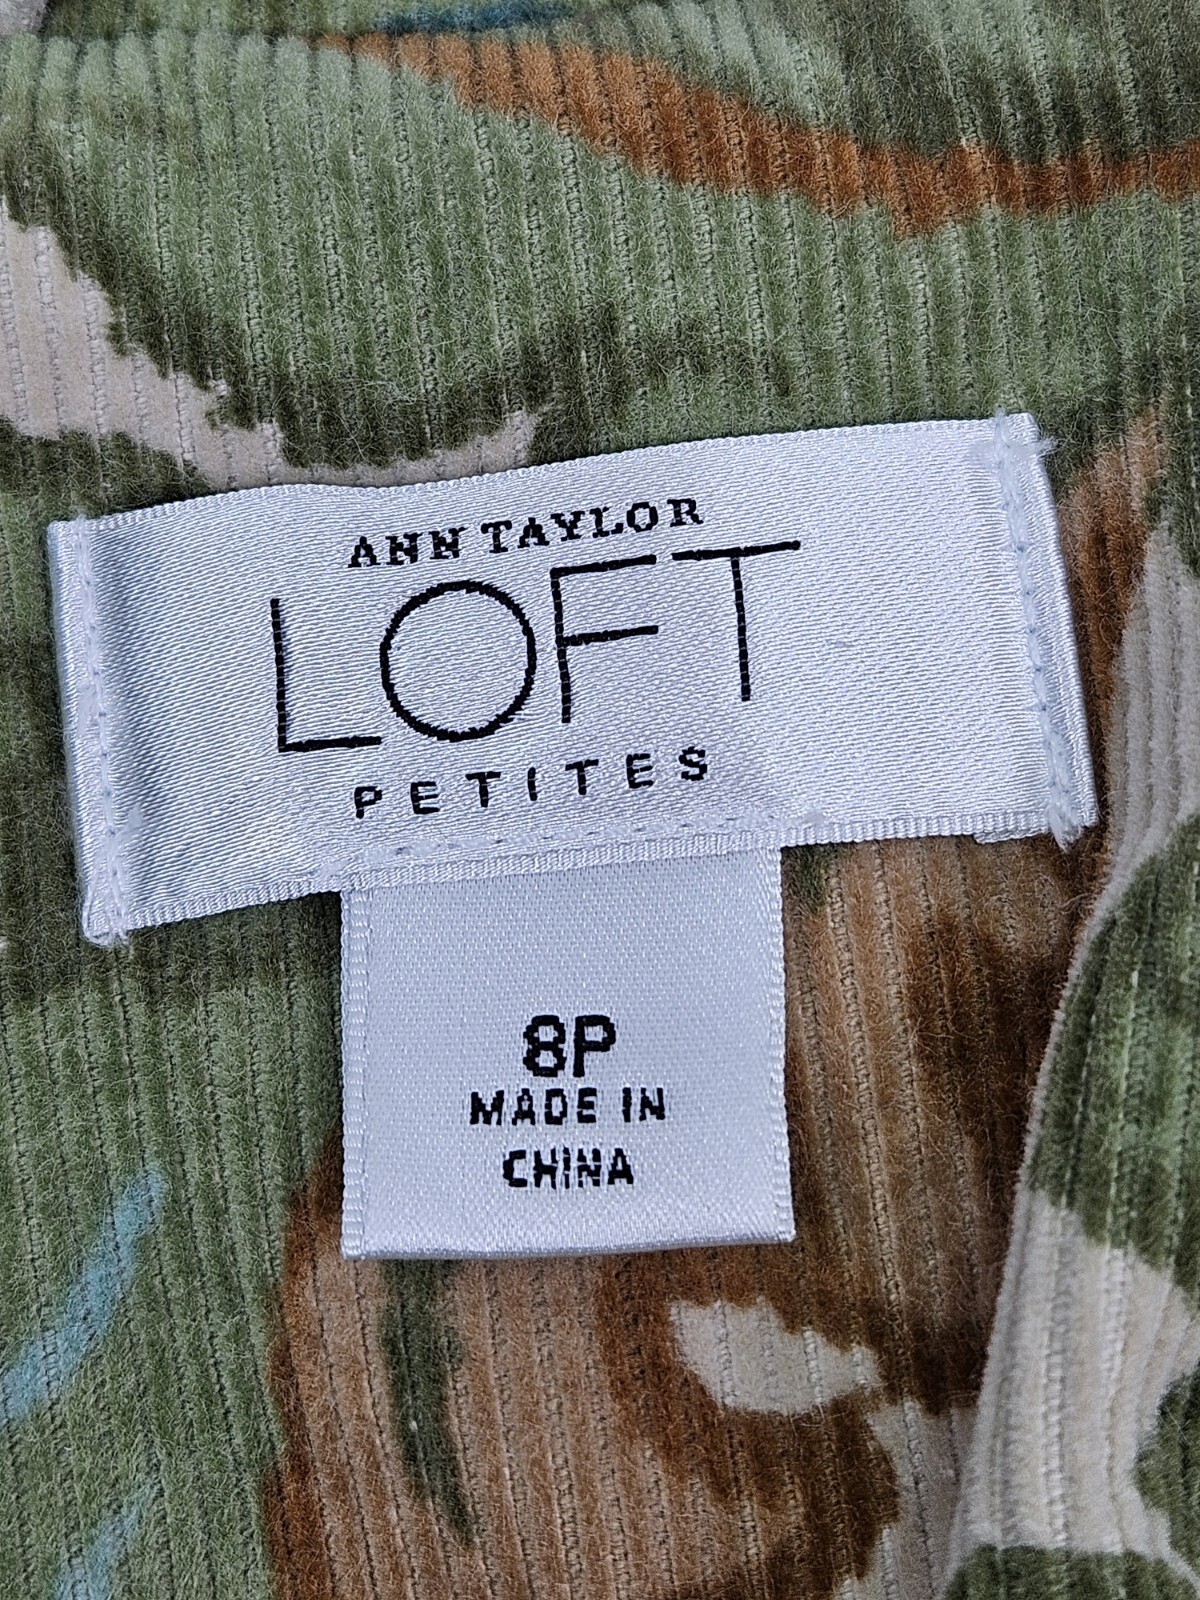 ANN TAYLOR
LOFT
PETITES
8P
MADE IN
CHINA